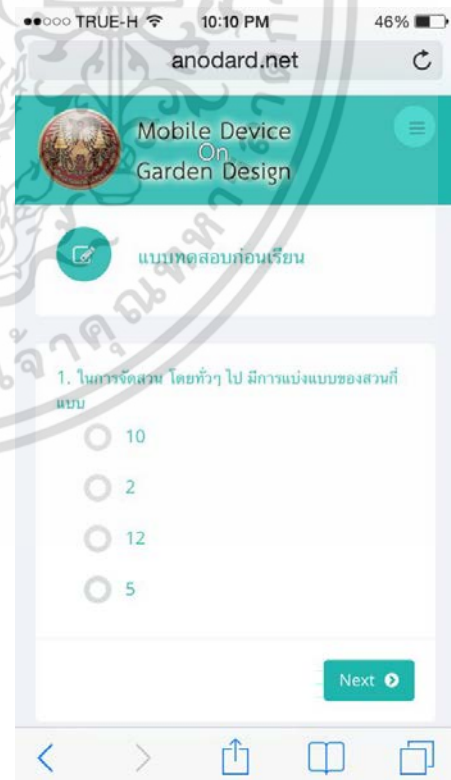 TRUE-H 10:10 PM 46%
anodard.net
Mobile Device
On
Garden Design
แบบทดสอบก่อนเรียน
1. ในการจัดสวน โดยทั่วๆ ไป มีการแบ่งแบบของสวนกี่
แบบ
10
2
12
5
Next